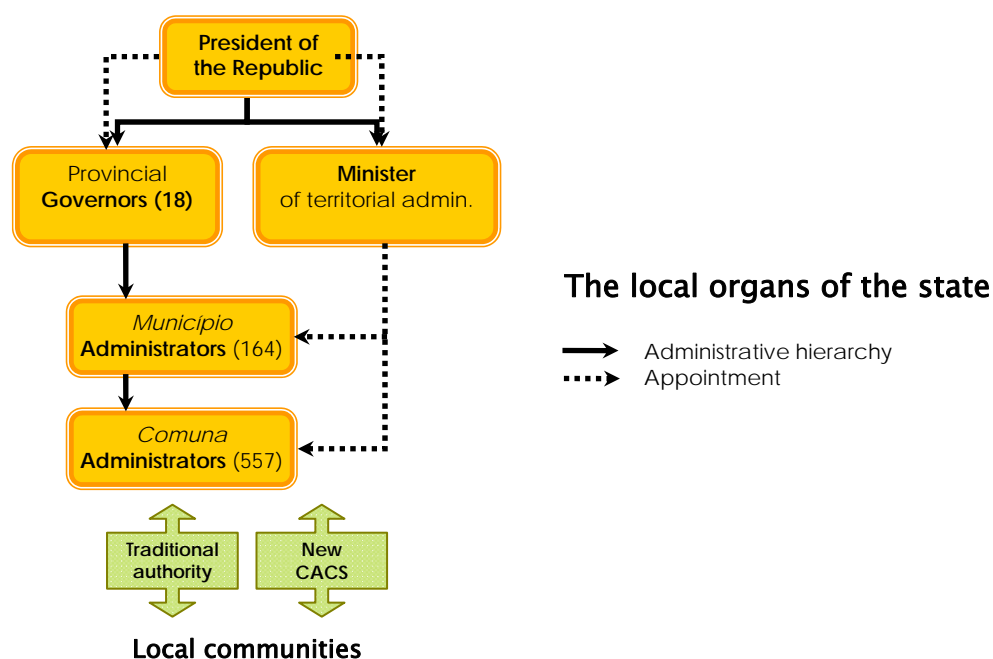 President of
the Republic
Provincial
Governors (18)
Minister
of territorial admin.
Município
Administrators (164)
Comuna
Administrators (557)
Traditional
authority
New
CACS
Local communities
The local organs of the state
Administrative hierarchy
Appointment